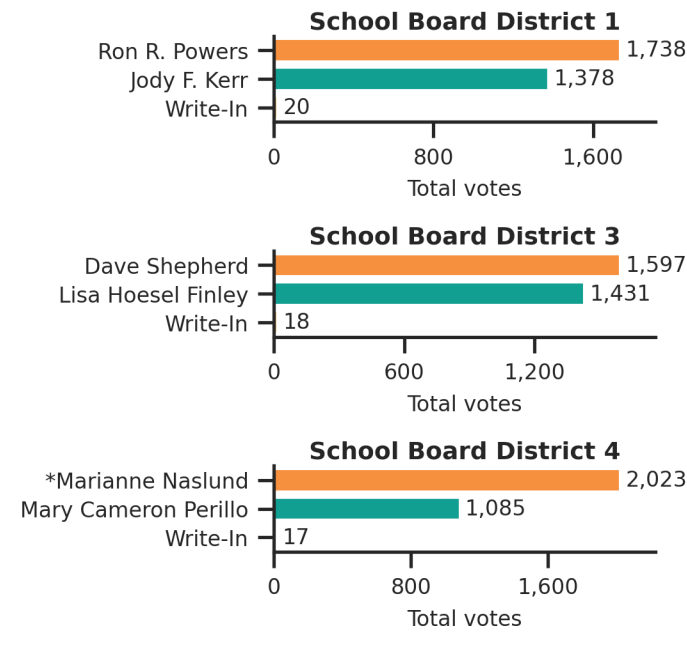 School Board District 1
Ron R. Powers 1,738
Jody F. Kerr 1,378
Write-In 20
0 800 1,600
Total votes
School Board District 3
Dave Shepherd 1,597
Lisa Hoesel Finley 1,431
Write-In 18
0 600 1,200
Total votes
School Board District 4
*Marianne Naslund 2,023
Mary Cameron Perillo 1,085
Write-In 17
0 800 1,600
Total votes